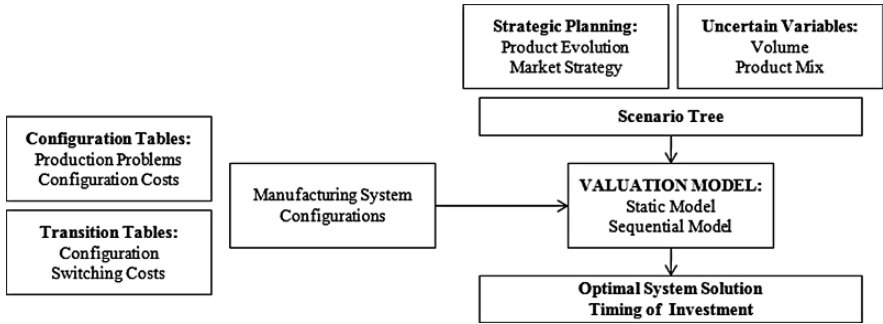 Strategic Planning:
Product Evolution
Market Strategy
Uncertain Variables:
Volume
Product Mix
Scenario Tree
Configuration Tables:
Production Problems
Configuration Costs
Transition Tables:
Configuration
Switching Costs
Manufacturing System
Configurations
VALUATION MODEL:
Static Model
Sequential Model
Optimal System Solution
Timing of Investment